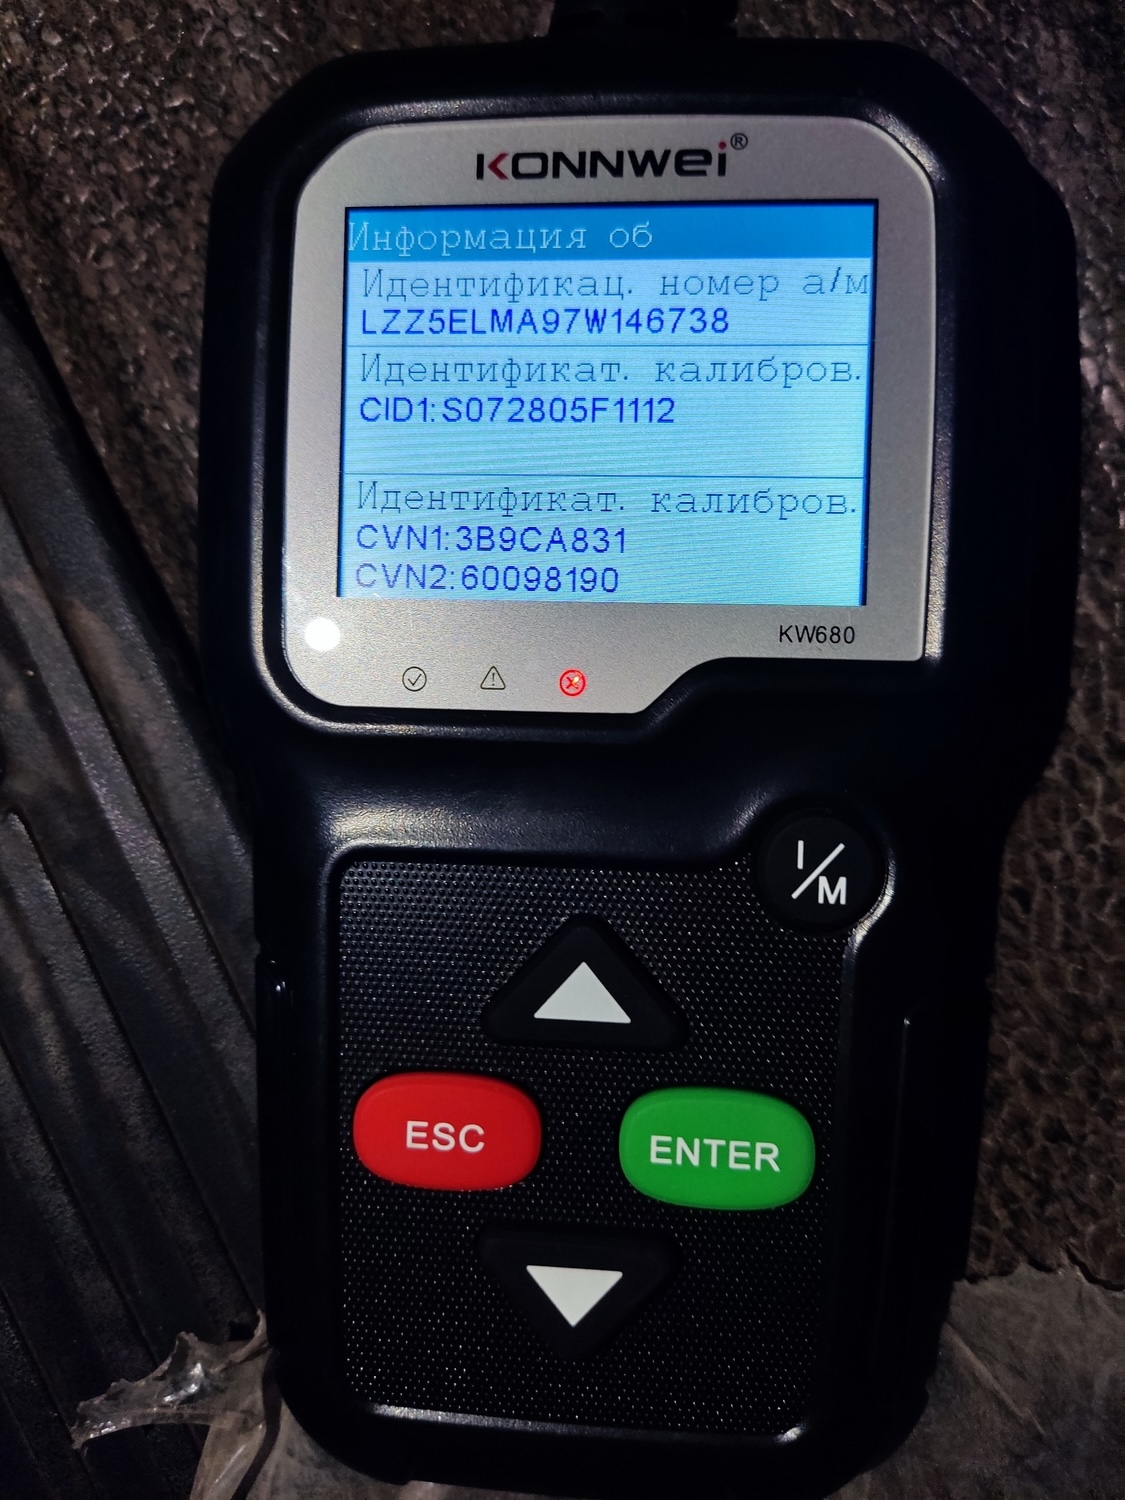 KONNWEI®
Информация об
Идентификац. номер а/м
LZZ5ELMA97W146738
Идентификат. калибров.
CID1:S072805F1112
Идентификат. калибров.
CVN1:3B9CA831
CVN2:60098190
KW680
I/M
ESC
ENTER